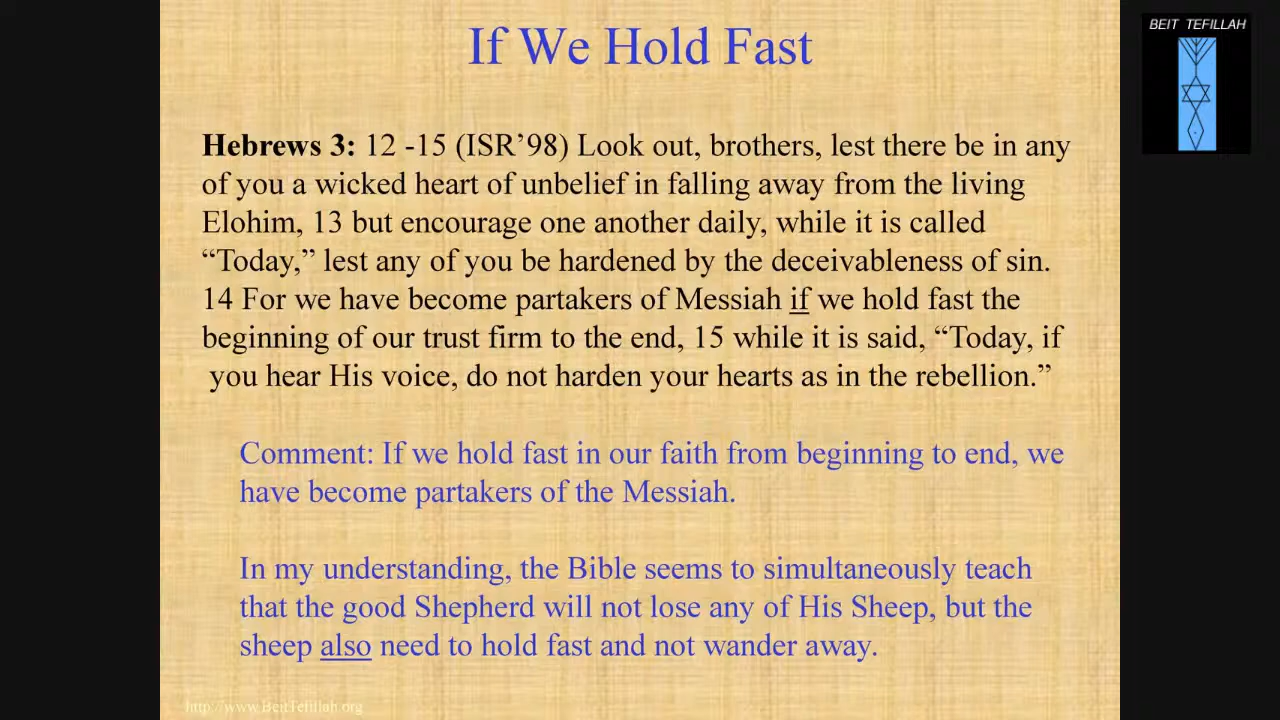 If We Hold Fast
BEIT TEFILLAH
Hebrews 3: 12 -15 (ISR’98) Look out, brothers, lest there be in any
of you a wicked heart of unbelief in falling away from the living
Elohim, 13 but encourage one another daily, while it is called
“Today,” lest any of you be hardened by the deceivableness of sin.
14 For we have become partakers of Messiah if we hold fast the
beginning of our trust firm to the end, 15 while it is said, “Today, if
you hear His voice, do not harden your hearts as in the rebellion.”
Comment: If we hold fast in our faith from beginning to end, we
have become partakers of the Messiah.
In my understanding, the Bible seems to simultaneously teach
that the good Shepherd will not lose any of His Sheep, but the
sheep also need to hold fast and not wander away.
http://www.BeitTefillah.org